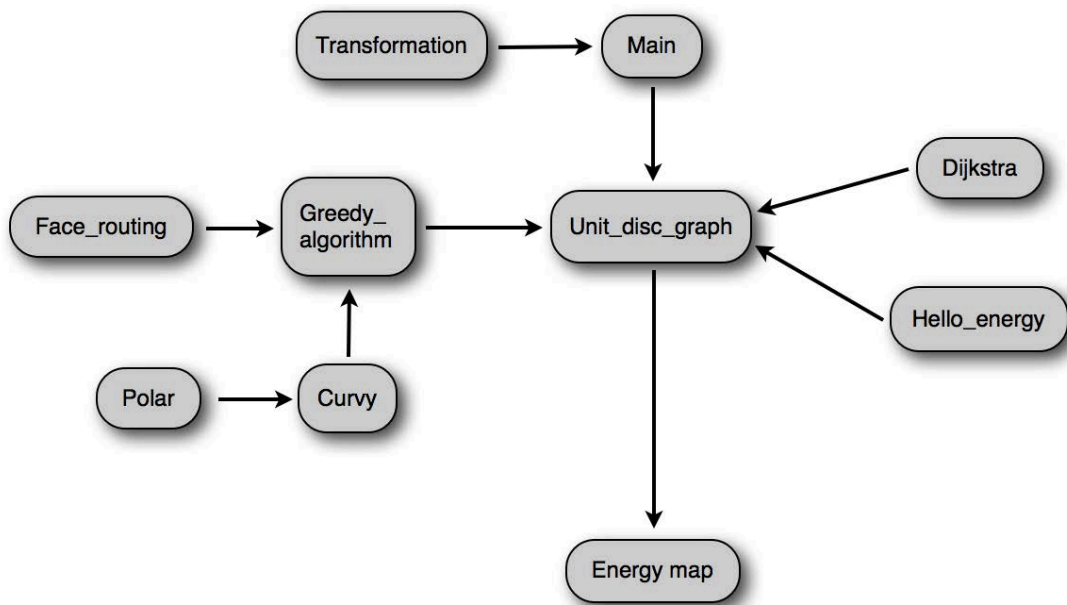 Transformation
Main
Dijkstra
Face_routing
Greedy_
algorithm
Unit_disc_graph
Hello_energy
Polar
Curvy
Energy map